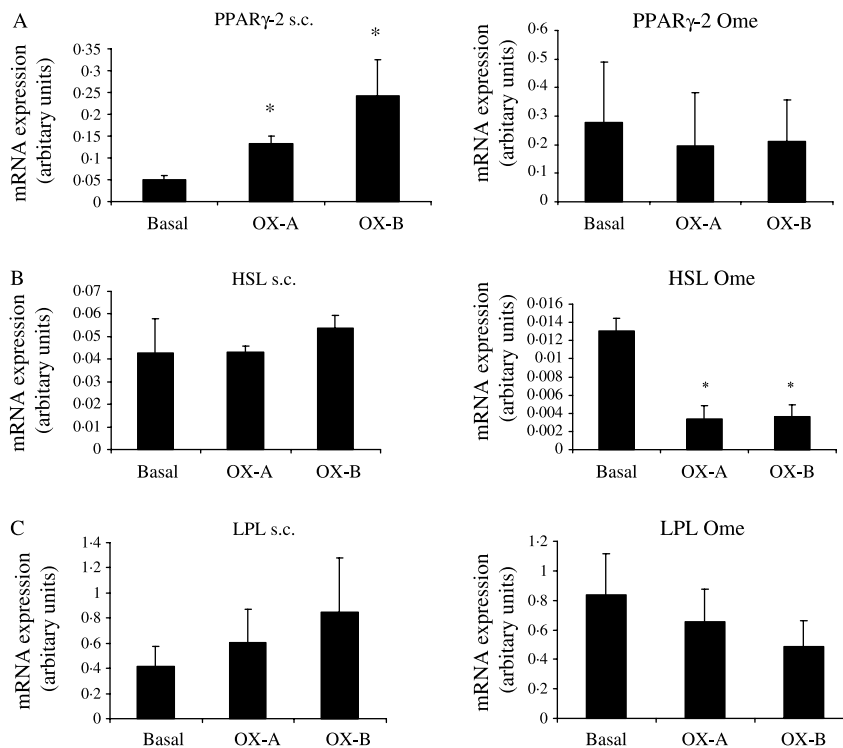 A
PPARγ-2 s.c.
mRNA expression
(arbitary units)
0·35
0·3
0·25
0·2
0·15
0·1
0·05
0
*
*
Basal OX-A OX-B
PPARγ-2 Ome
mRNA expression
(arbitary units)
0·6
0·5
0·4
0·3
0·2
0·1
0
Basal OX-A OX-B
B
HSL s.c.
mRNA expression
(arbitary units)
0·07
0·06
0·05
0·04
0·03
0·02
0·01
0
Basal OX-A OX-B
HSL Ome
mRNA expression
(arbitary units)
0·016
0·014
0·012
0·01
0·008
0·006
0·004
0·002
0
* *
Basal OX-A OX-B
C
LPL s.c.
mRNA expression
(arbitary units)
1·4
1·2
1
0·8
0·6
0·4
0·2
0
Basal OX-A OX-B
LPL Ome
mRNA expression
(arbitary units)
1·2
1
0·8
0·6
0·4
0·2
0
Basal OX-A OX-B